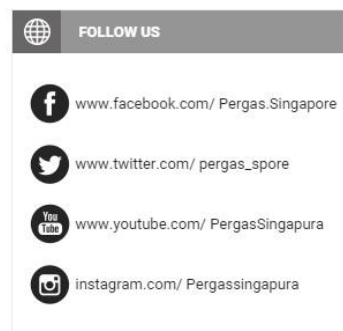 FOLLOW US
f www.facebook.com/ Pergas.Singapore
www.twitter.com/ pergas_spore
You
Tube www.youtube.com/ PergasSingapura
instagram.com/ Pergassingapura